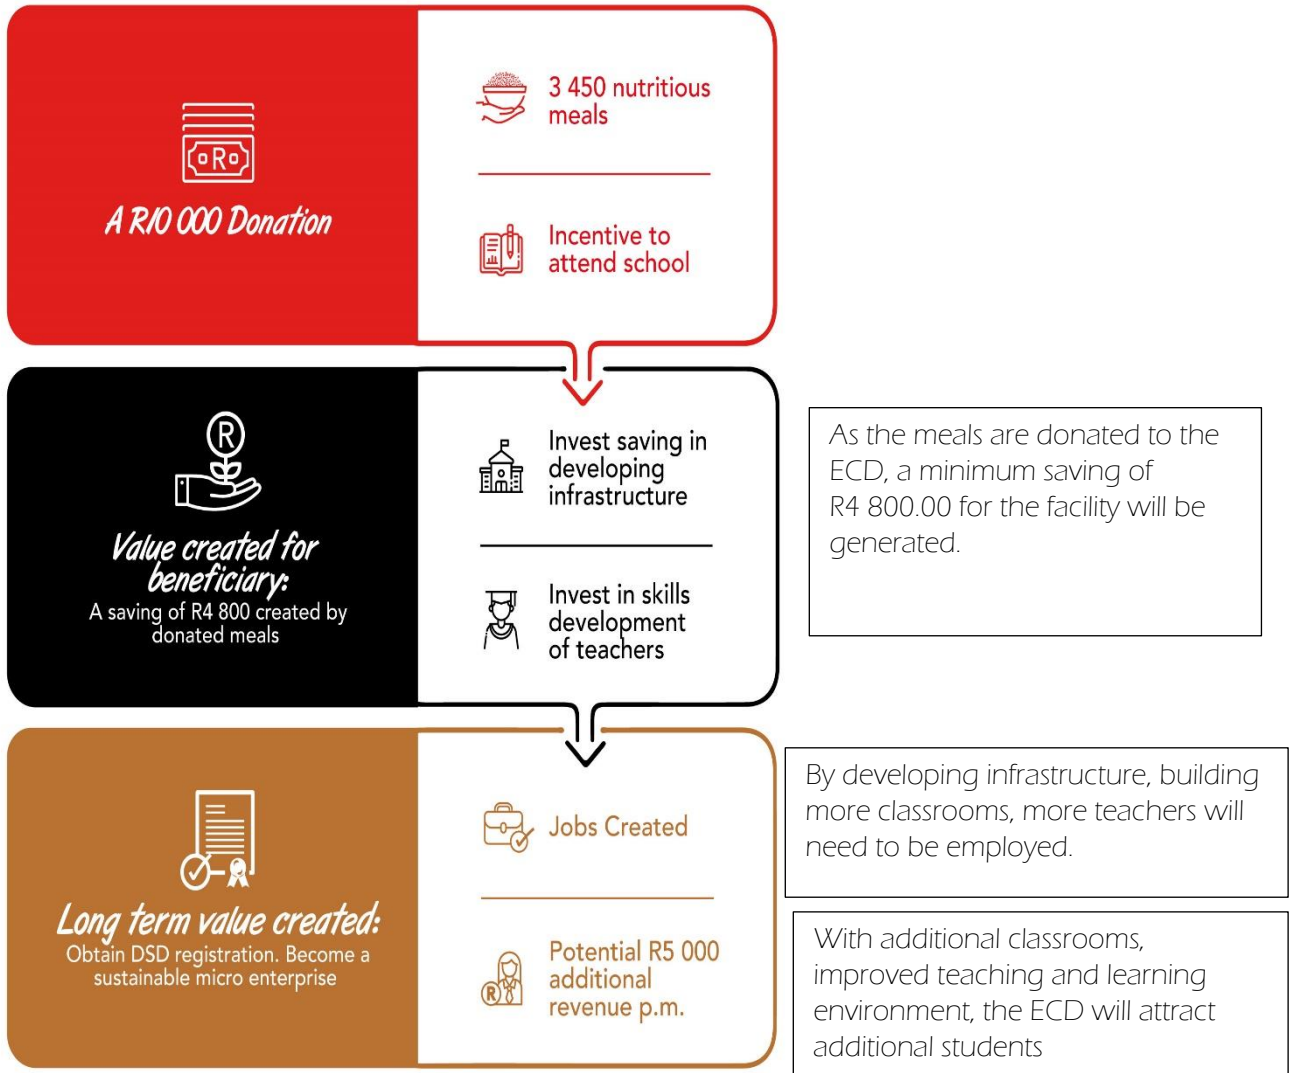 A R10 000 Donation
3 450 nutritious
meals
Incentive to
attend school
R
R
Value created for
beneficiary:
A saving of R4 800 created by
donated meals
Invest saving in
developing
infrastructure
Invest in skills
development
of teachers
As the meals are donated to the
ECD, a minimum saving of
R4 800.00 for the facility will be
generated.
Long term value created:
Obtain DSD registration. Become a
sustainable micro enterprise
Jobs Created
R
Potential R5 000
additional
revenue p.m.
By developing infrastructure, building
more classrooms, more teachers will
need to be employed.
With additional classrooms,
improved teaching and learning
environment, the ECD will attract
additional students